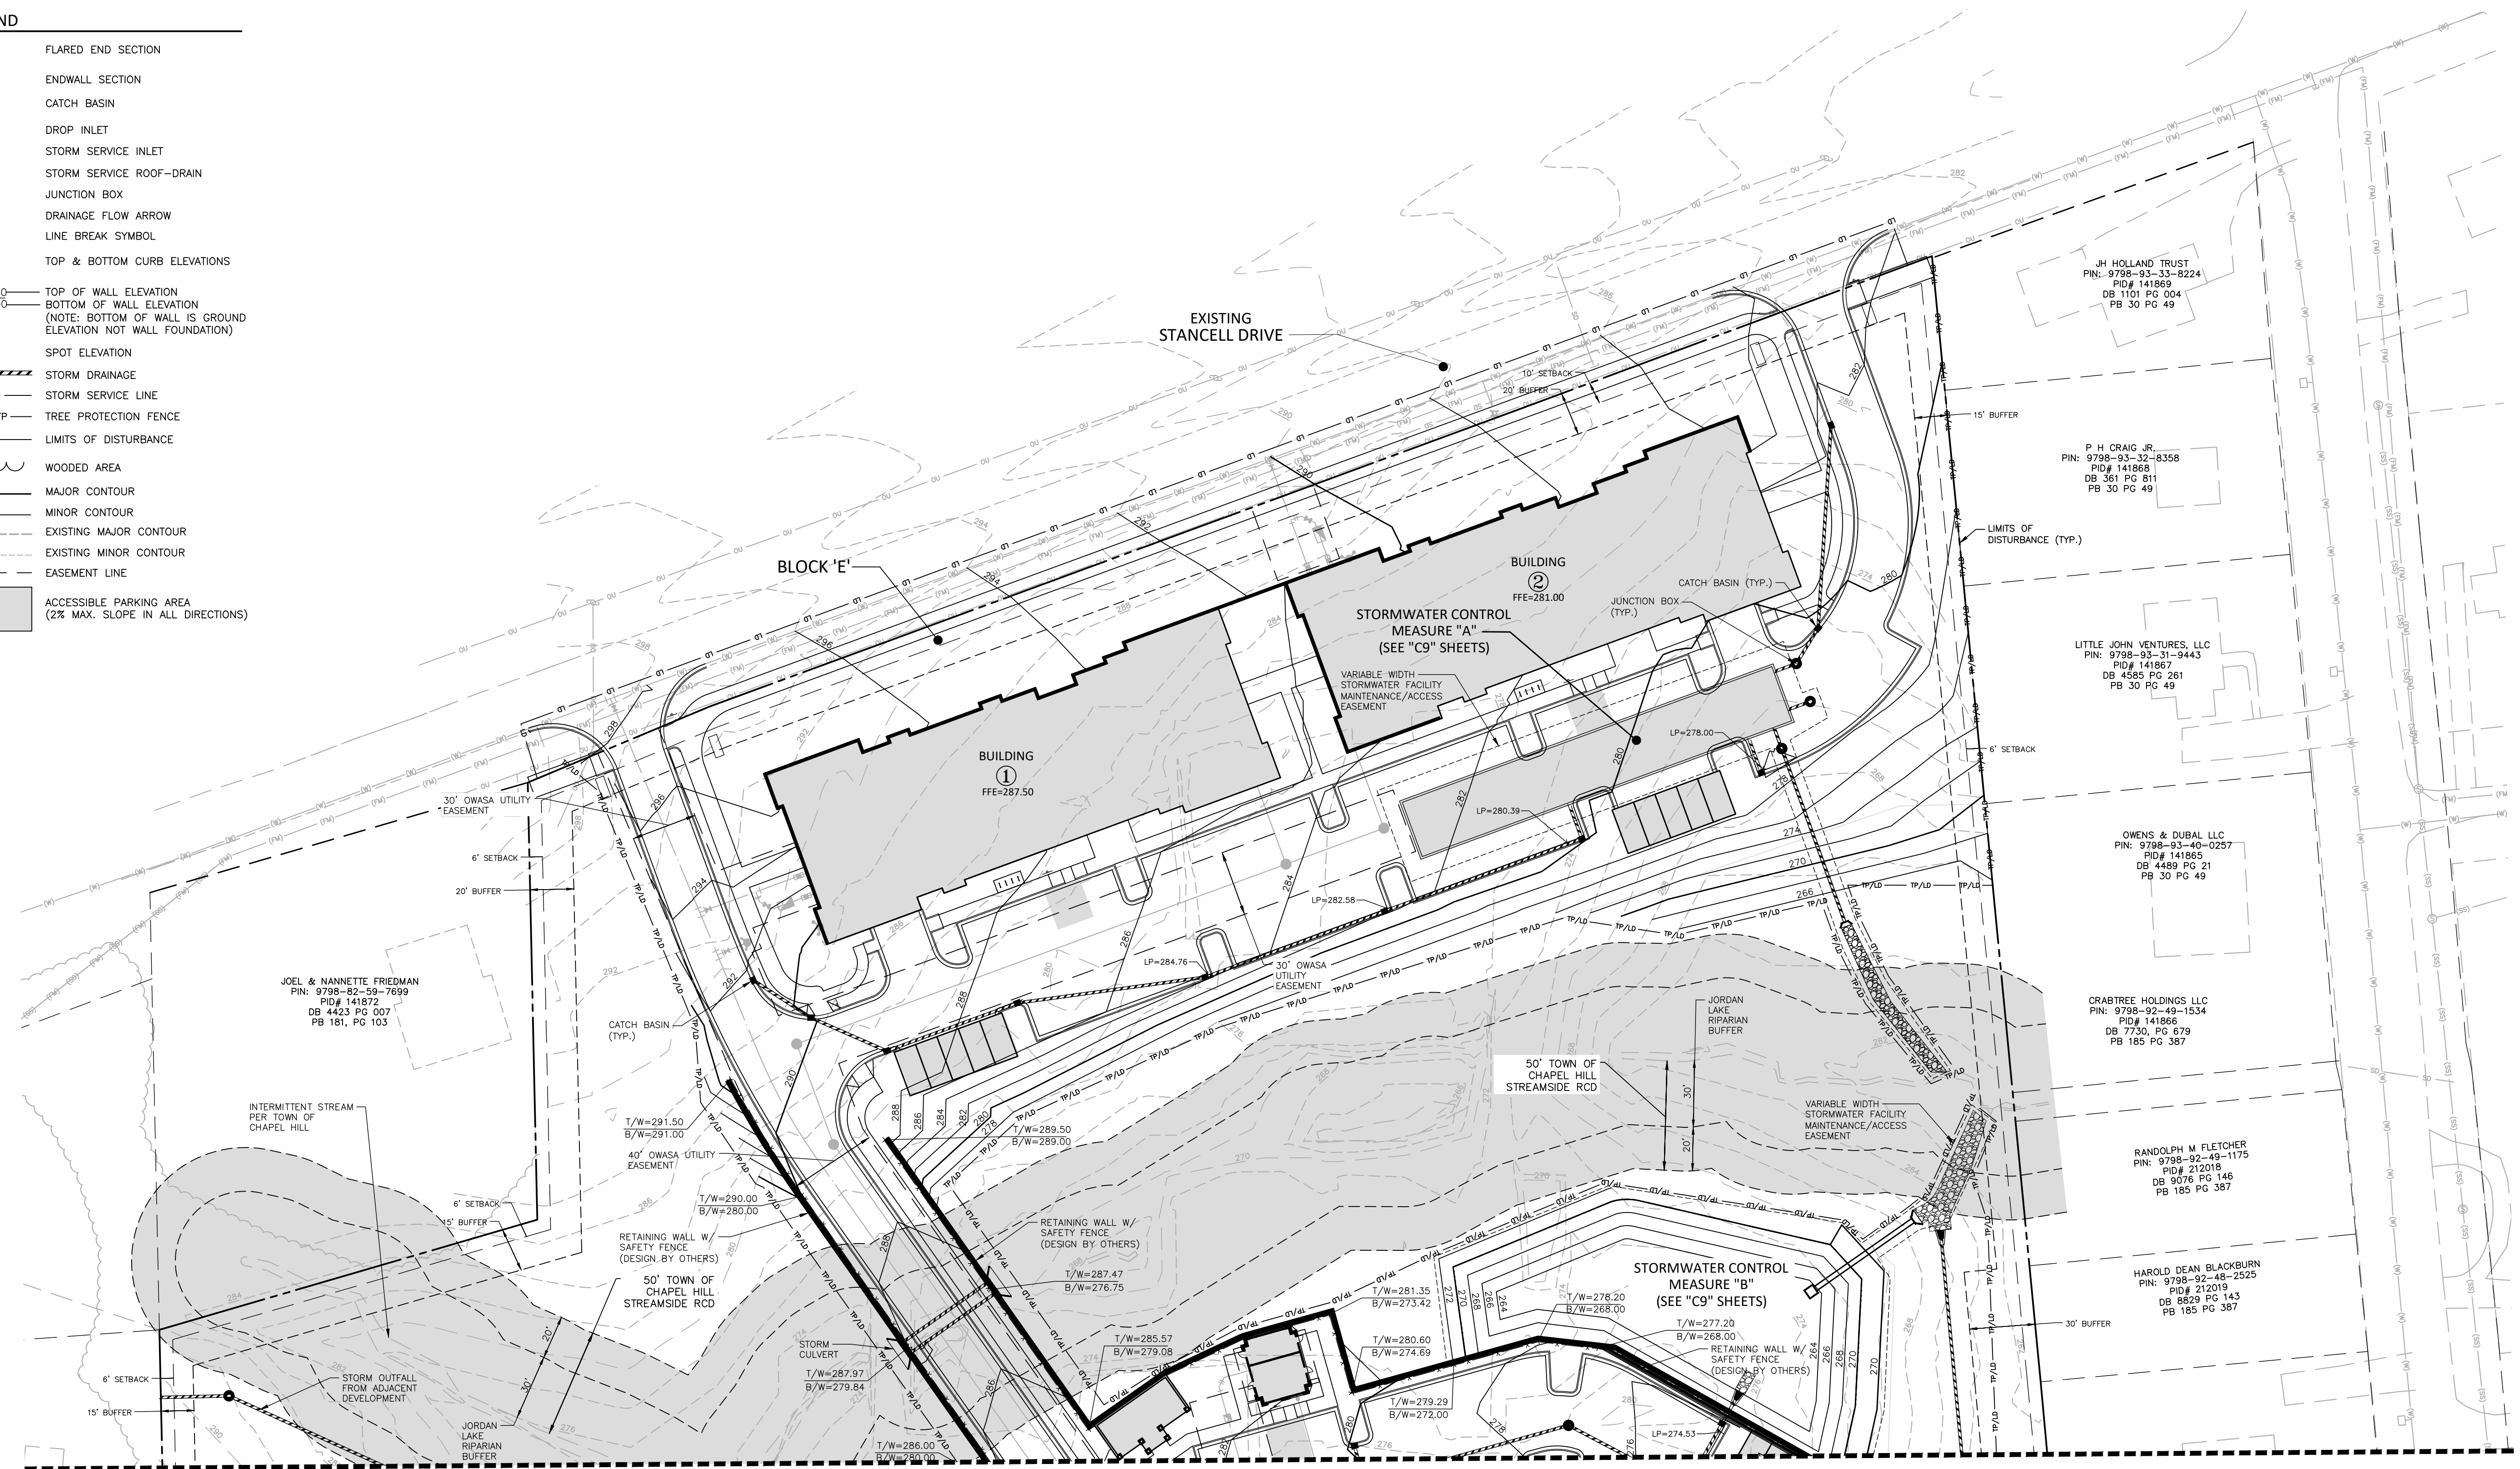 ND
FLARED END SECTION
ENDWALL SECTION
CATCH BASIN
DROP INLET
STORM SERVICE INLET
STORM SERVICE ROOF-DRAIN
JUNCTION BOX
DRAINAGE FLOW ARROW
LINE BREAK SYMBOL
TOP & BOTTOM CURB ELEVATIONS
TOP OF WALL ELEVATION
BOTTOM OF WALL ELEVATION
(NOTE: BOTTOM OF WALL IS GROUND
ELEVATION NOT WALL FOUNDATION)
SPOT ELEVATION
STORM DRAINAGE
STORM SERVICE LINE
TREE PROTECTION FENCE
LIMITS OF DISTURBANCE
WOODED AREA
MAJOR CONTOUR
MINOR CONTOUR
EXISTING MAJOR CONTOUR
EXISTING MINOR CONTOUR
EASEMENT LINE
ACCESSIBLE PARKING AREA
(2% MAX. SLOPE IN ALL DIRECTIONS)
EXISTING
STANCELL DRIVE
10' SETBACK
20' BUFFER
BLOCK 'E'
BUILDING
1
FFE=287.50
BUILDING
2
FFE=281.00
STORMWATER CONTROL
MEASURE "A"
(SEE "C9" SHEETS)
VARIABLE WIDTH
STORMWATER FACILITY
MAINTENANCE/ACCESS
EASEMENT
CATCH BASIN (TYP.)
JUNCTION BOX
(TYP.)
LP=278.00
LP=280.39
LP=282.58
LP=284.76
30' OWASA
UTILITY
EASEMENT
15' BUFFER
LIMITS OF
DISTURBANCE (TYP.)
6' SETBACK
JH HOLLAND TRUST
PIN: 9798-93-33-8224
PID# 141869
DB 1101 PG 004
PB 30 PG 49
P H CRAIG JR.
PIN: 9798-93-32-8358
PID# 141868
DB 361 PG 811
PB 30 PG 49
LITTLE JOHN VENTURES, LLC
PIN: 9798-93-31-9443
PID# 141867
DB 4585 PG 261
PB 30 PG 49
OWENS & DUBAL LLC
PIN: 9798-93-40-0257
PID# 141865
DB 4489 PG 21
PB 30 PG 49
CRABTREE HOLDINGS LLC
PIN: 9798-92-49-1534
PID# 141866
DB 7730, PG 679
PB 185 PG 387
RANDOLPH M FLETCHER
PIN: 9798-92-49-1175
PID# 212018
DB 9076 PG 146
PB 185 PG 387
HAROLD DEAN BLACKBURN
PIN: 9798-92-48-2525
PID# 212019
DB 8829 PG 143
PB 185 PG 387
30' BUFFER
30' OWASA UTILITY
EASEMENT
6' SETBACK
20' BUFFER
JOEL & NANNETTE FRIEDMAN
PIN: 9798-82-59-7699
PID# 141872
DB 4423 PG 007
PB 181, PG 103
CATCH BASIN
(TYP.)
INTERMITTENT STREAM
PER TOWN OF
CHAPEL HILL
T/W=291.50
B/W=291.00
40' OWASA UTILITY
EASEMENT
T/W=289.50
B/W=289.00
T/W=290.00
B/W=280.00
RETAINING WALL W/
SAFETY FENCE
(DESIGN BY OTHERS)
RETAINING WALL W/
SAFETY FENCE
(DESIGN BY OTHERS)
6' SETBACK
15' BUFFER
50' TOWN OF
CHAPEL HILL
STREAMSIDE RCD
T/W=287.47
B/W=276.75
STORM
CULVERT
T/W=287.97
B/W=279.84
T/W=285.57
B/W=279.08
T/W=286.00
B/W=280.00
T/W=281.35
B/W=273.42
T/W=280.60
B/W=274.69
T/W=279.29
B/W=272.00
T/W=278.20
B/W=268.00
T/W=277.20
B/W=268.00
RETAINING WALL W/
SAFETY FENCE
(DESIGN BY OTHERS)
LP=274.53
STORMWATER CONTROL
MEASURE "B"
(SEE "C9" SHEETS)
50' TOWN OF
CHAPEL HILL
STREAMSIDE RCD
JORDAN
LAKE
RIPARIAN
BUFFER
30'
20'
VARIABLE WIDTH
STORMWATER FACILITY
MAINTENANCE/ACCESS
EASEMENT
6' SETBACK
15' BUFFER
STORM OUTFALL
FROM ADJACENT
DEVELOPMENT
20'
30'
JORDAN
LAKE
RIPARIAN
BUFFER